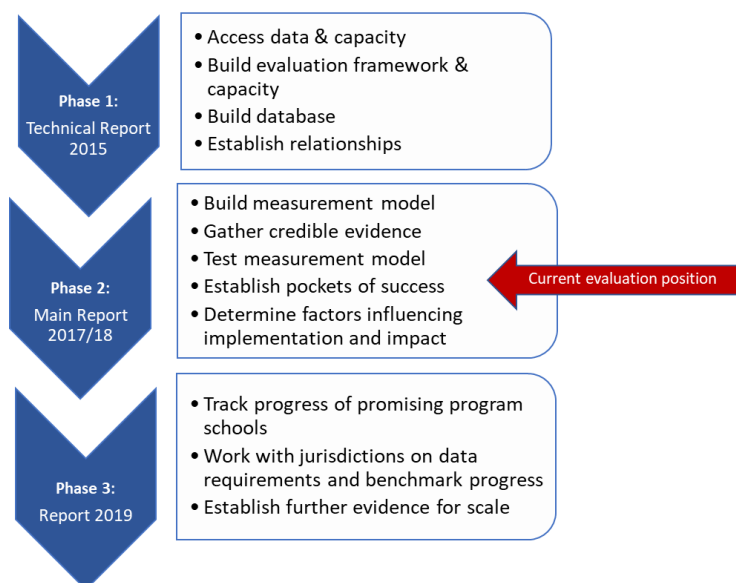 Phase 1:
Technical Report
2015
• Access data & capacity
• Build evaluation framework &
capacity
• Build database
• Establish relationships
Phase 2:
Main Report
2017/18
• Build measurement model
• Gather credible evidence
• Test measurement model
• Establish pockets of success
• Determine factors influencing
implementation and impact
Current evaluation position
Phase 3:
Report 2019
• Track progress of promising program
schools
• Work with jurisdictions on data
requirements and benchmark progress
• Establish further evidence for scale